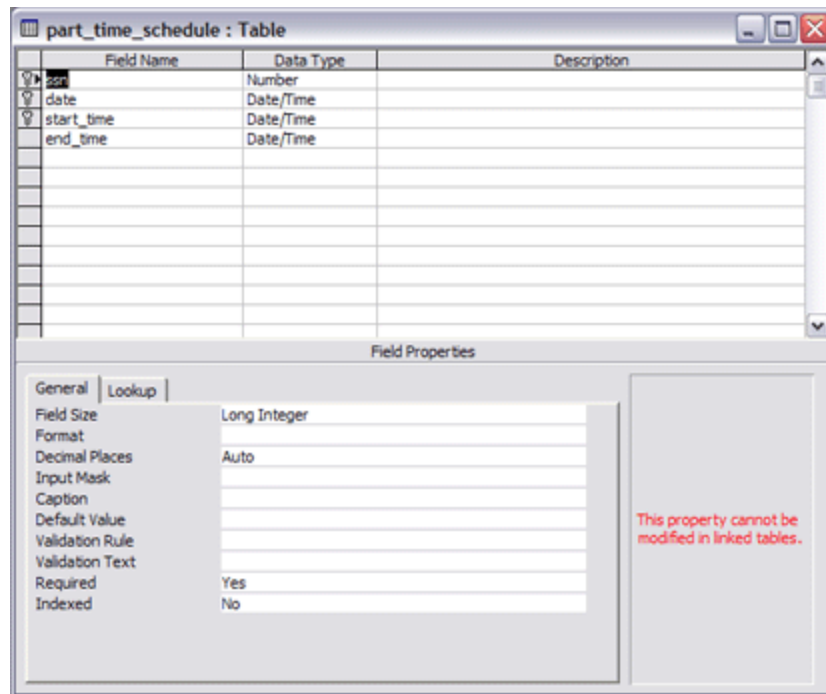 part_time_schedule : Table
Field Name Data Type Description
ssn Number
date Date/Time
start_time Date/Time
end_time Date/Time
Field Properties
General Lookup
Field Size Long Integer
Format
Decimal Places Auto
Input Mask
Caption
Default Value
Validation Rule
Validation Text
Required Yes
Indexed No
This property cannot be
modified in linked tables.